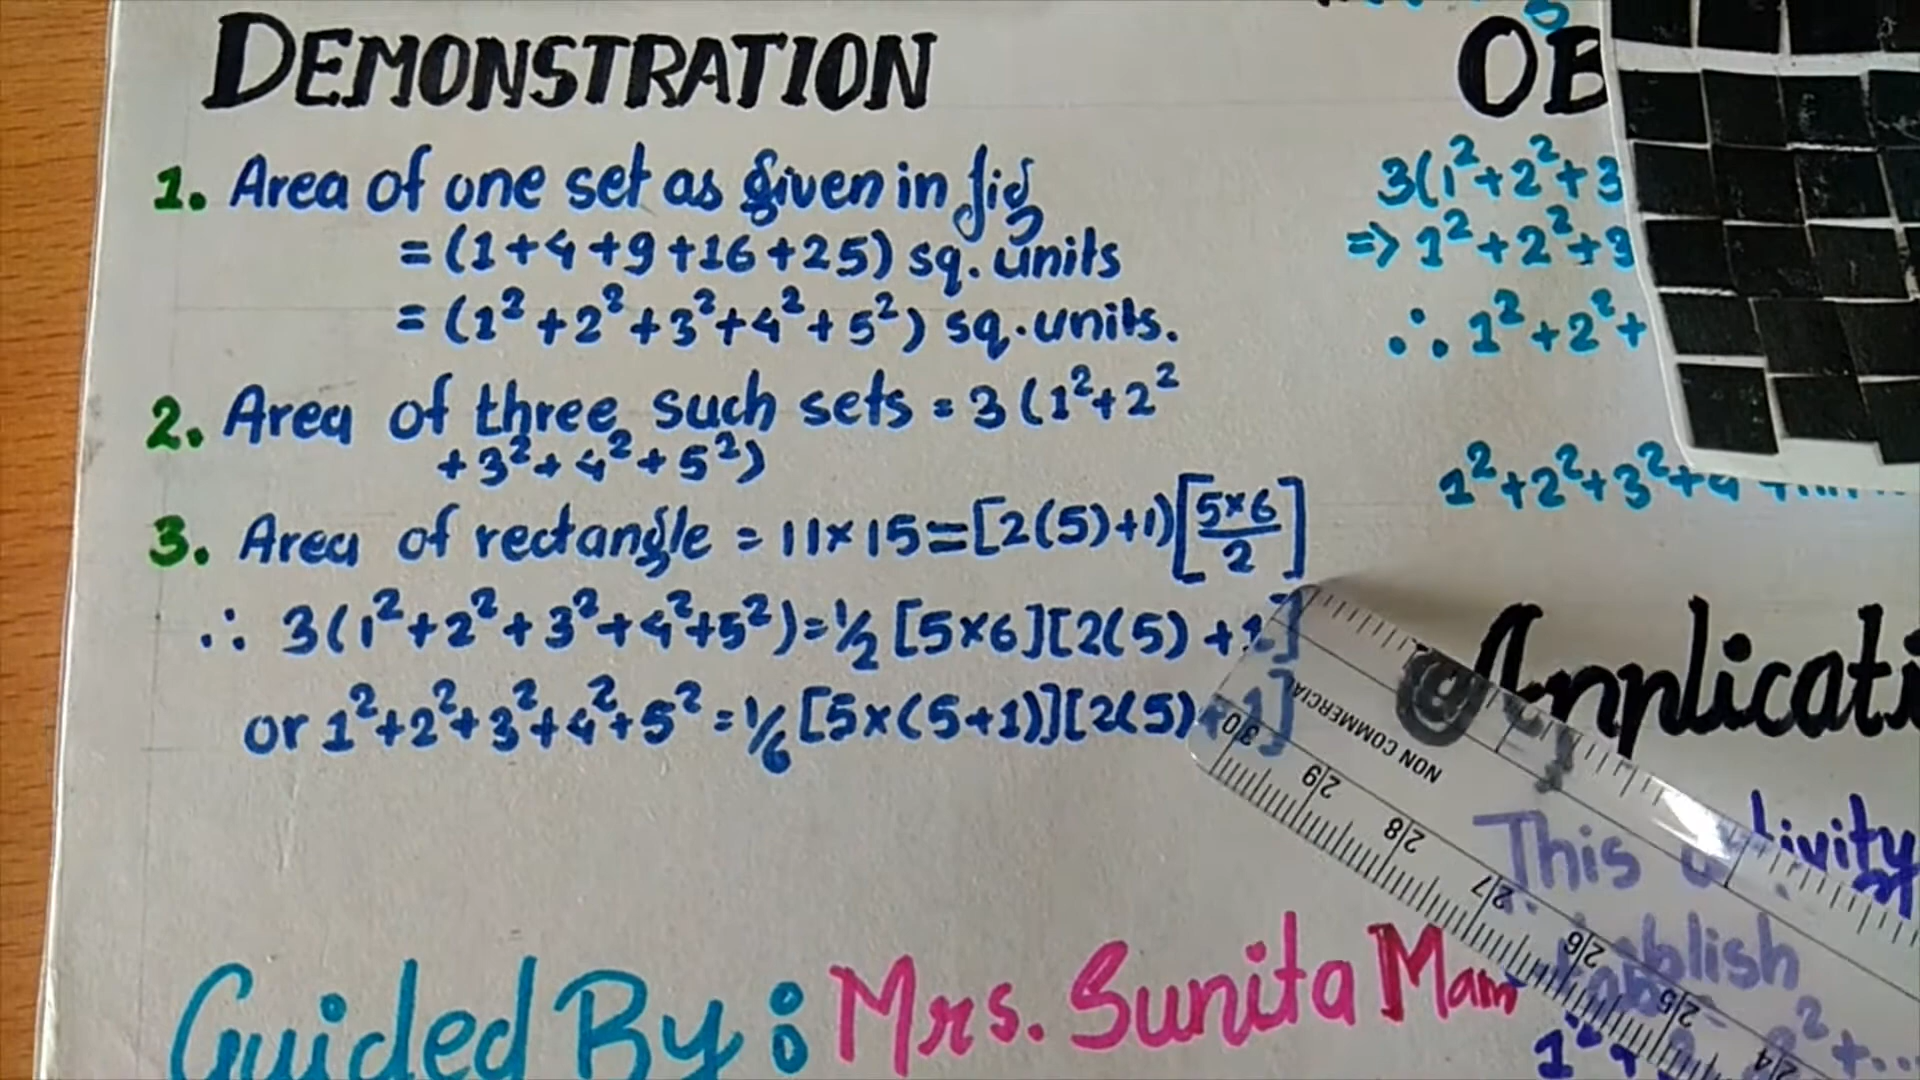 DEMONSTRATION
1. Area of one set as given in fig
= (1+4+9+16+25) sq. units
= (1²+2²+3²+4²+5²) sq. units.
2. Area of three such sets = 3 (1²+2²
+3²+4²+5²)
3. Area of rectangle = 11×15=[2(5)+1)[5×6/2]
∴ 3(1²+2²+3²+4²+5²)=½ [5×6][2(5)+1]
or 1²+2²+3²+4²+5²=⅙ [5×(5+1)][2(5)+1]
Guided By : Mrs. Sunita Mam
OB
3(1²+2²+3
=> 1²+2²+3
∴ 1²+2²+
1²+2²+3²+4
Applicati
This
1²+
30 29 28 27 26 25 24
NON COMMERCIAL